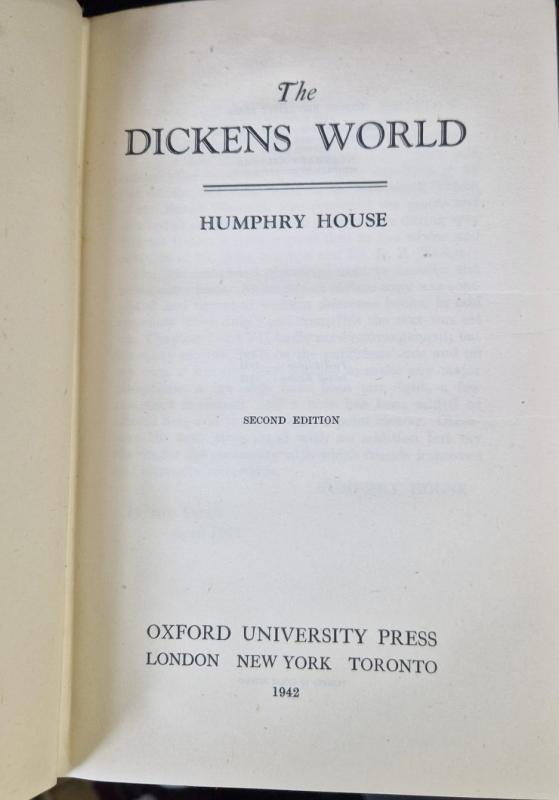 The
DICKENS WORLD
HUMPHRY HOUSE
SECOND EDITION
OXFORD UNIVERSITY PRESS
LONDON NEW YORK TORONTO
1942